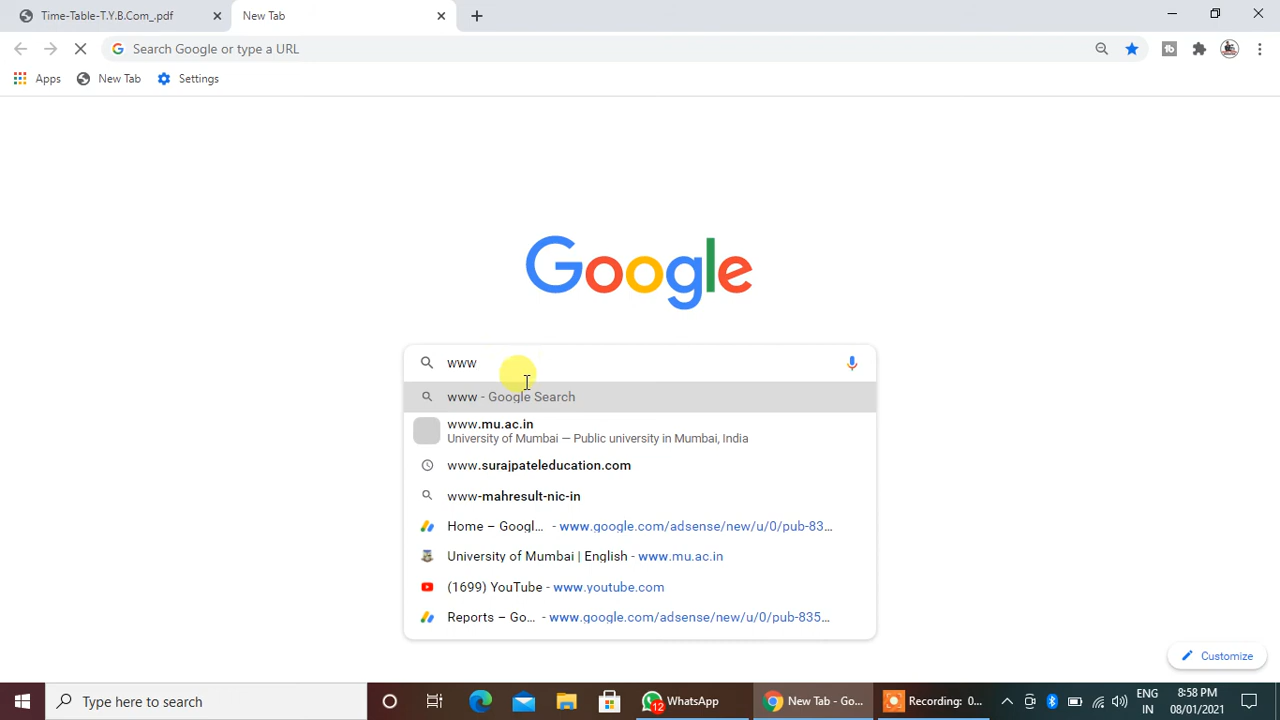 Time-Table-T.Y.B.Com_.pdf
New Tab
Search Google or type a URL
Apps
New Tab
Settings
Google
www
www - Google Search
www.mu.ac.in
University of Mumbai — Public university in Mumbai, India
www.surajpateleducation.com
www-mahresult-nic-in
Home – Googl... - www.google.com/adsense/new/u/0/pub-83...
University of Mumbai | English - www.mu.ac.in
(1699) YouTube - www.youtube.com
Reports – Go... - www.google.com/adsense/new/u/0/pub-835...
Customize
Type here to search
12
WhatsApp
New Tab - Go...
Recording: 0...
ENG
IN
8:58 PM
08/01/2021